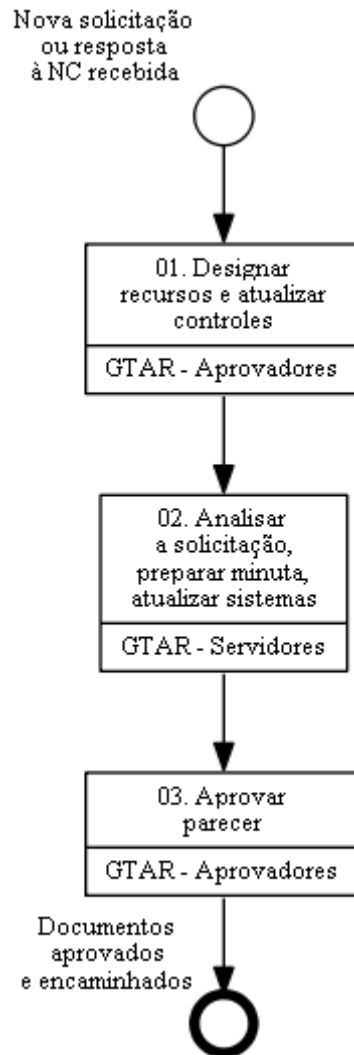 Nova solicitação
ou resposta
à NC recebida
01. Designar
recursos e atualizar
controles
GTAR - Aprovadores
02. Analisar
a solicitação,
preparar minuta,
atualizar sistemas
GTAR - Servidores
03. Aprovar
parecer
GTAR - Aprovadores
Documentos
aprovados
e encaminhados